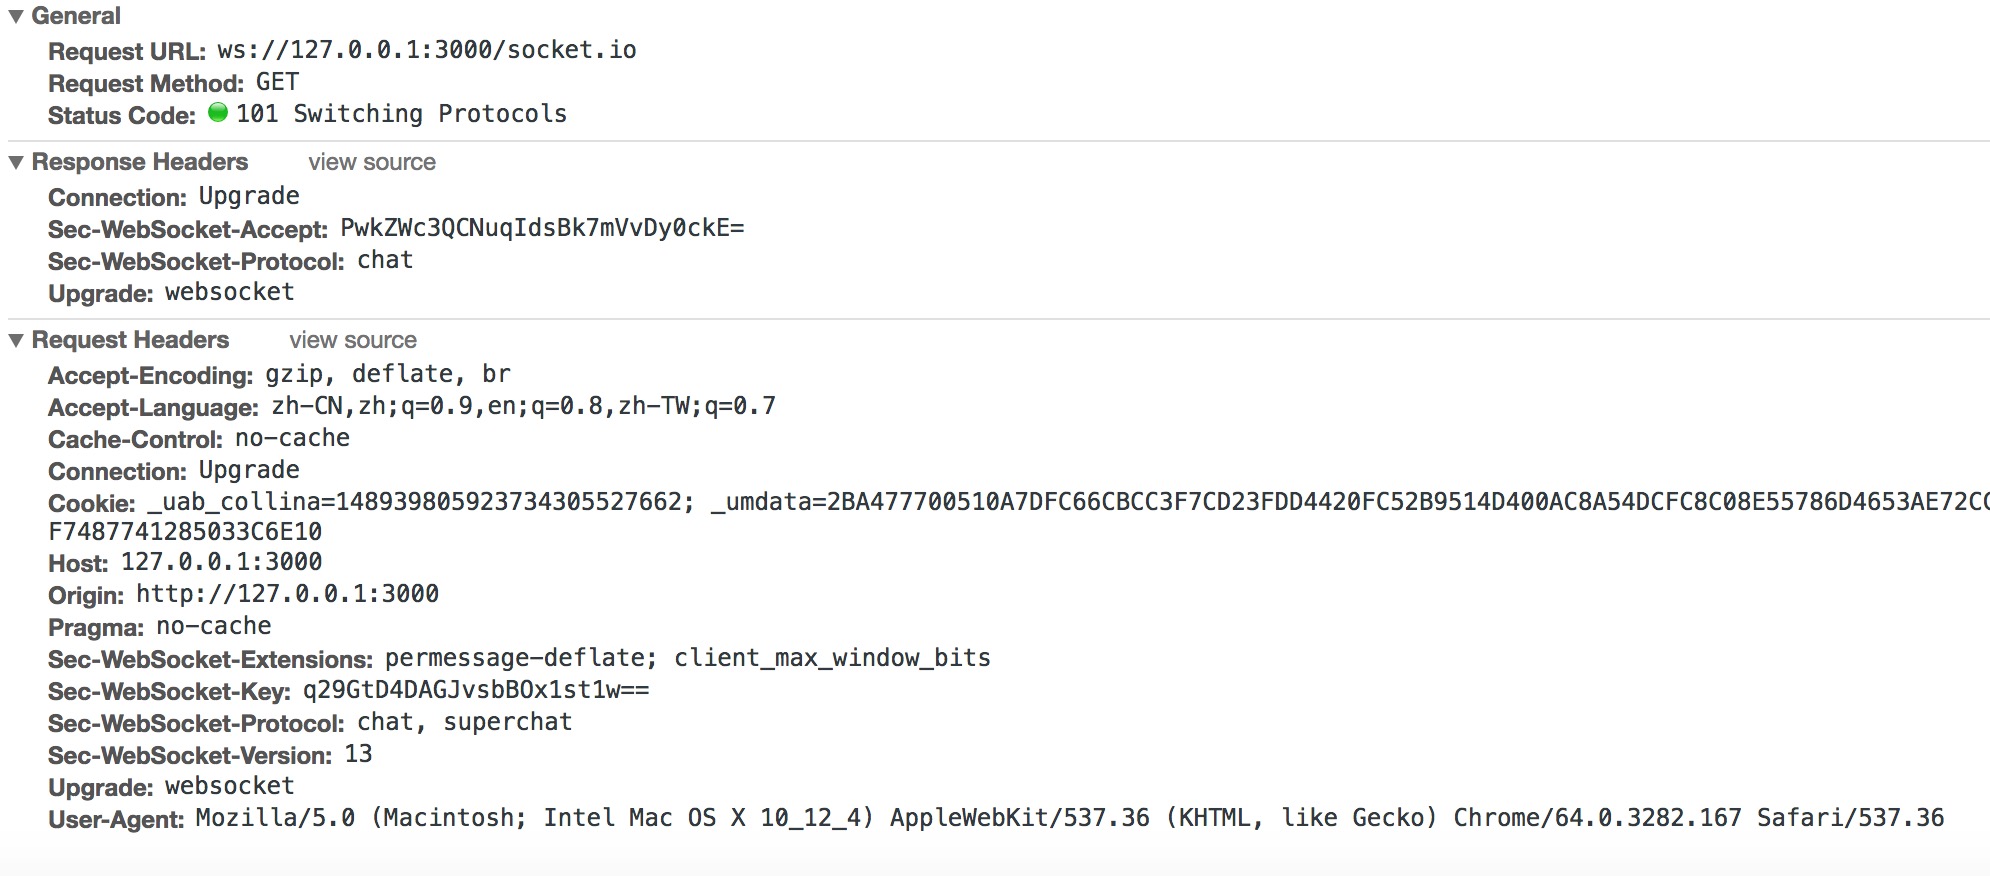 General
Request URL: ws://127.0.0.1:3000/socket.io
Request Method: GET
Status Code: 101 Switching Protocols
Response Headers view source
Connection: Upgrade
Sec-WebSocket-Accept: PwkZWc3QCNuqIdsBk7mVvDy0ckE=
Sec-WebSocket-Protocol: chat
Upgrade: websocket
Request Headers view source
Accept-Encoding: gzip, deflate, br
Accept-Language: zh-CN,zh;q=0.9,en;q=0.8,zh-TW;q=0.7
Cache-Control: no-cache
Connection: Upgrade
Cookie: _uab_collina=148939805923734305527662; _umdata=2BA477700510A7DFC66CBCC3F7CD23FDD4420FC52B9514D400AC8A54DCFC8C08E55786D4653AE72CC
F7487741285033C6E10
Host: 127.0.0.1:3000
Origin: http://127.0.0.1:3000
Pragma: no-cache
Sec-WebSocket-Extensions: permessage-deflate; client_max_window_bits
Sec-WebSocket-Key: q29GtD4DAGJvsbBOx1st1w==
Sec-WebSocket-Protocol: chat, superchat
Sec-WebSocket-Version: 13
Upgrade: websocket
User-Agent: Mozilla/5.0 (Macintosh; Intel Mac OS X 10_12_4) AppleWebKit/537.36 (KHTML, like Gecko) Chrome/64.0.3282.167 Safari/537.36